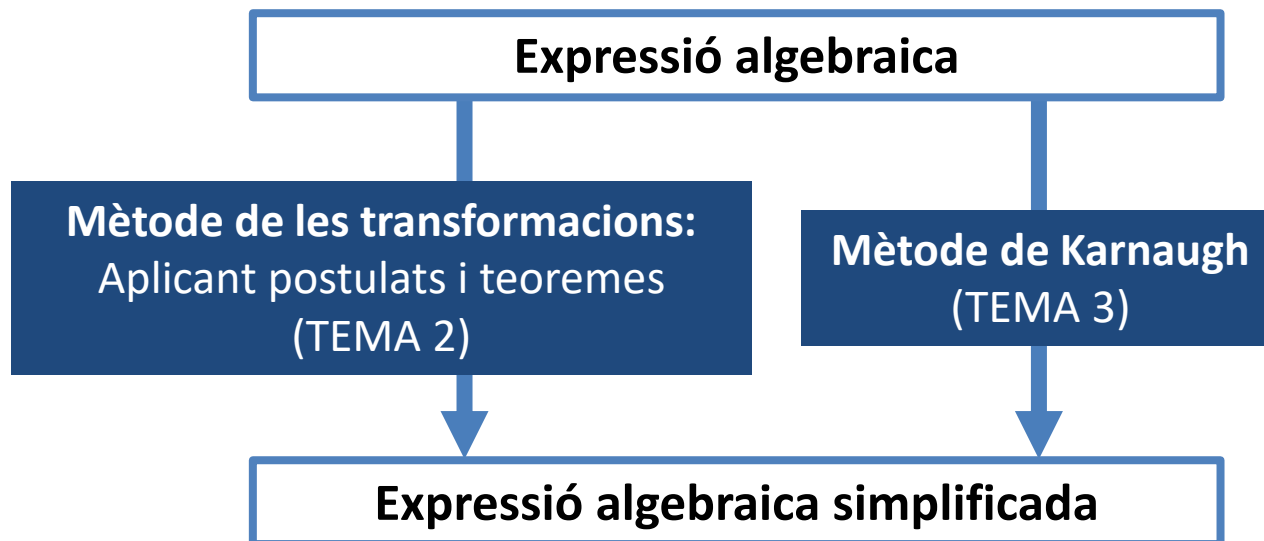 Expressió algebraica
Mètode de les transformacions:
Aplicant postulats i teoremes
(TEMA 2)
Mètode de Karnaugh
(TEMA 3)
Expressió algebraica simplificada